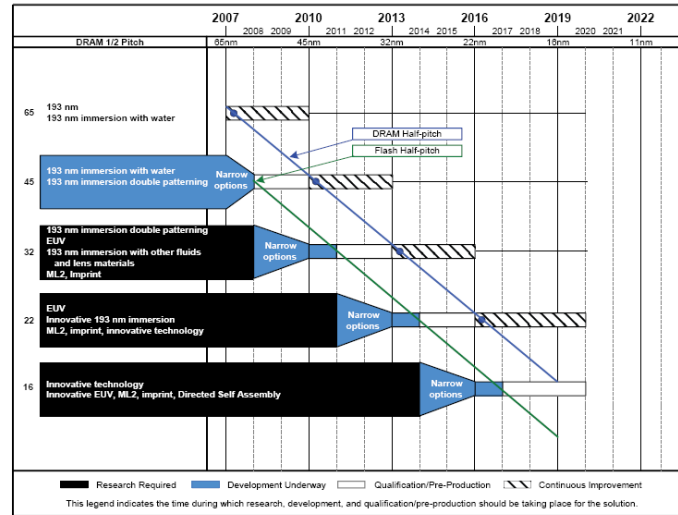 2007 2010 2013 2016 2019 2022
2008 2009 2011 2012 2014 2015 2017 2018 2020 2021
DRAM 1/2 Pitch 65nm 45nm 32nm 22nm 16nm 11nm
65 193 nm
193 nm immersion with water
DRAM Half-pitch
Flash Half-pitch
45 193 nm immersion with water
193 nm immersion double patterning
Narrow
options
32 193 nm immersion double patterning
EUV
193 nm immersion with other fluids
and lens materials
ML2, Imprint
Narrow
options
22 EUV
Innovative 193 nm immersion
ML2, imprint, innovative technology
Narrow
options
16 Innovative technology
Innovative EUV, ML2, imprint, Directed Self Assembly
Narrow
options
Research Required Development Underway Qualification/Pre-Production Continuous Improvement
This legend indicates the time during which research, development, and qualification/pre-production should be taking place for the solution.